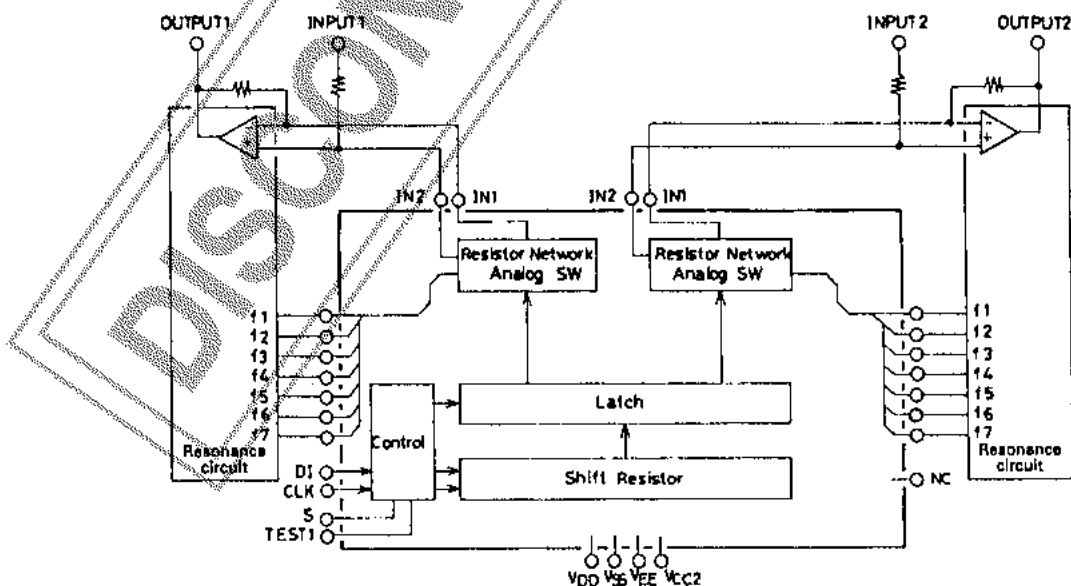 OUTPUT1 INPUT1 INPUT2 OUTPUT2
DISCON
+ - +
IN2 IN1 IN2 IN1
Resistor Network Analog SW
Resistor Network Analog SW
f1 f1
f2 f2
f3 f3
f4 f4
f5 f5
f6 f6
f7 f7
Resonance circuit
Resonance circuit
Latch
Control
Shift Resistor
DI
CLK
S
TEST1
NC
VDD VSS VEE VCC2